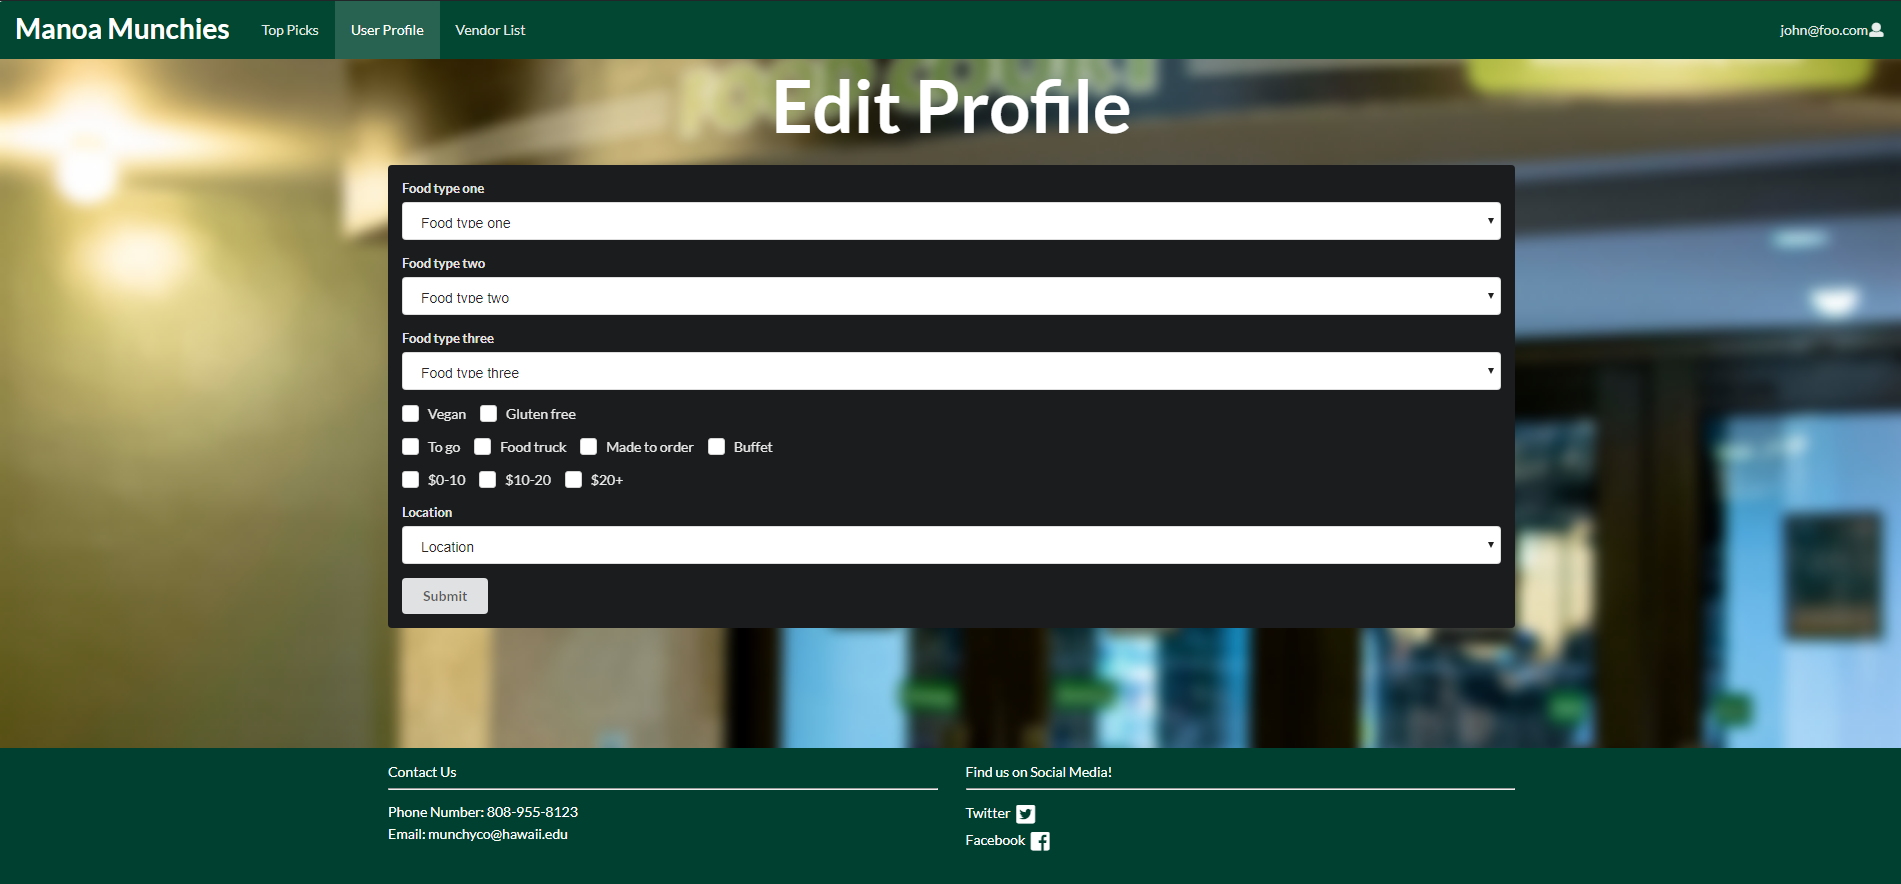 Manoa Munchies Top Picks User Profile Vendor List john@foo.com
Edit Profile
Food type one
Food type one
Food type two
Food type two
Food type three
Food type three
Vegan Gluten free
To go Food truck Made to order Buffet
$0-10 $10-20 $20+
Location
Location
Submit
Contact Us
Phone Number: 808-955-8123
Email: munchyco@hawaii.edu
Find us on Social Media!
Twitter
Facebook